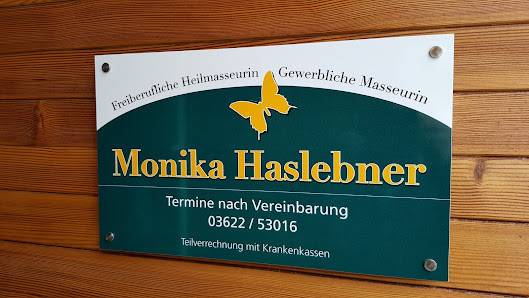 Freiberufliche Heilmasseurin Gewerbliche Masseurin
Monika Haslebner
Termine nach Vereinbarung
03622 / 53016
Teilverrechnung mit Krankenkassen